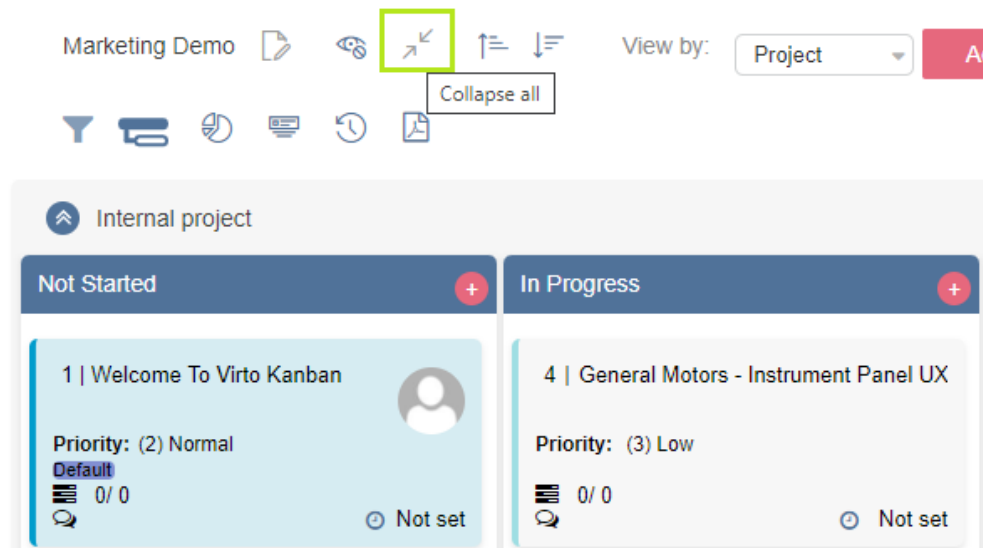 Marketing Demo
View by:
Project
Collapse all
Internal project
Not Started
+
In Progress
+
1 | Welcome To Virto Kanban
Priority: (2) Normal
Default
0/ 0
Not set
4 | General Motors - Instrument Panel UX
Priority: (3) Low
0/ 0
Not set